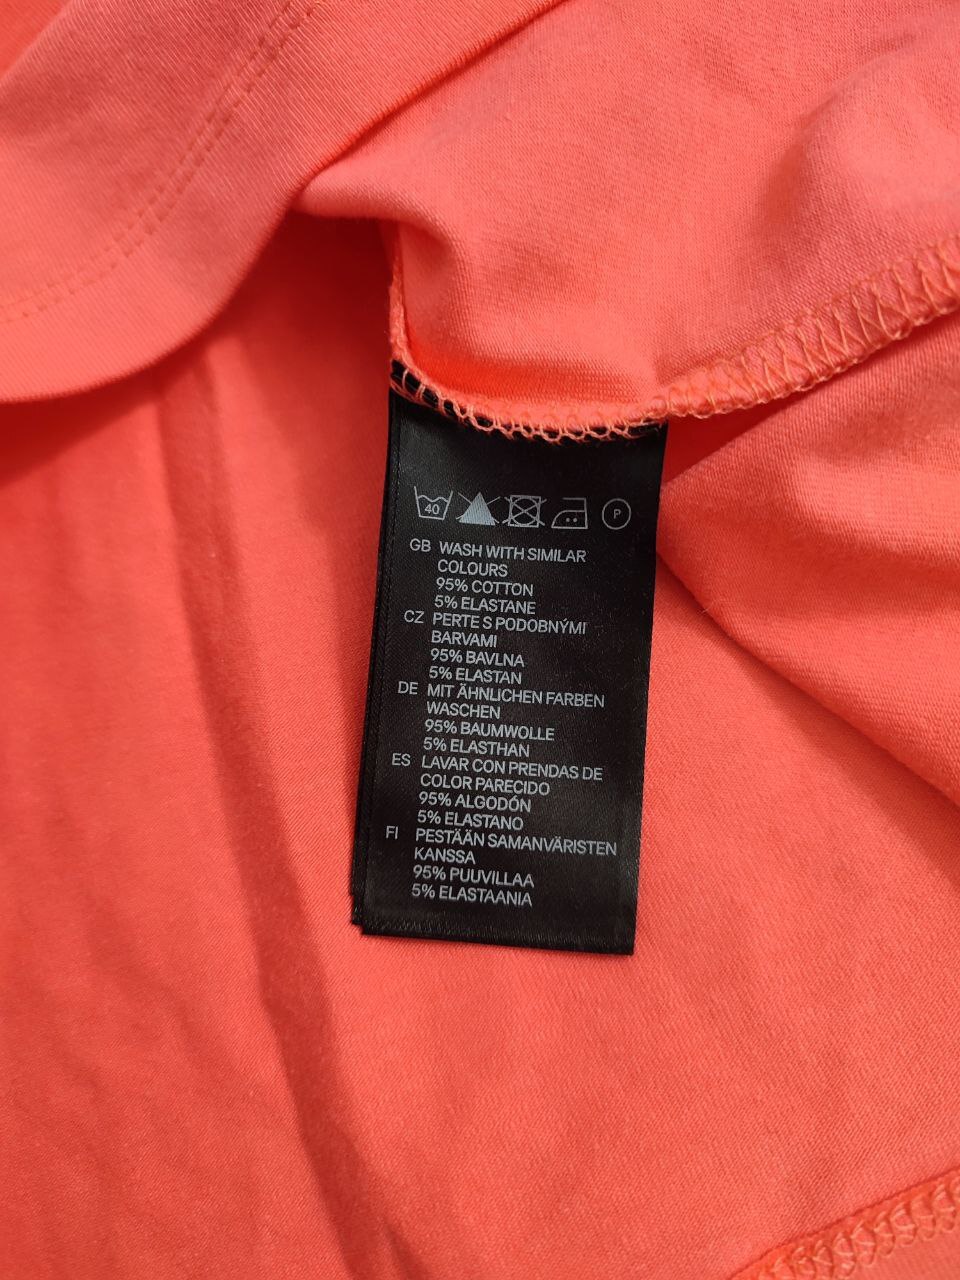 40 P
GB WASH WITH SIMILAR
COLOURS
95% COTTON
5% ELASTANE
CZ PERTE S PODOBNÝMI
BARVAMI
95% BAVLNA
5% ELASTAN
DE MIT ÄHNLICHEN FARBEN
WASCHEN
95% BAUMWOLLE
5% ELASTHAN
ES LAVAR CON PRENDAS DE
COLOR PARECIDO
95% ALGODÓN
5% ELASTANO
FI PESTÄÄN SAMANVÄRISTEN
KANSSA
95% PUUVILLAA
5% ELASTAANIA